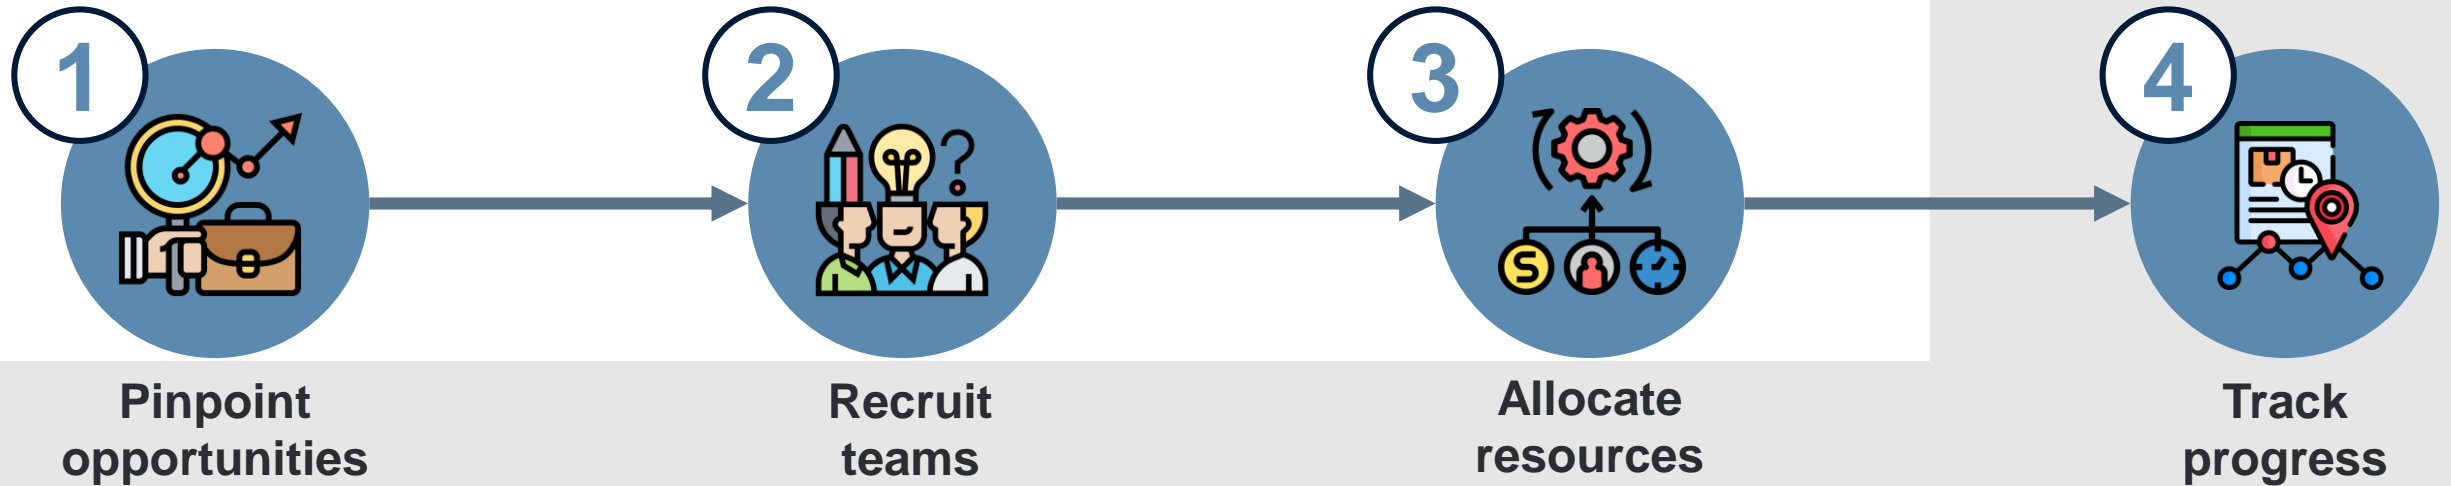 1
Pinpoint
opportunities
2
Recruit
teams
3
Allocate
resources
4
Track
progress